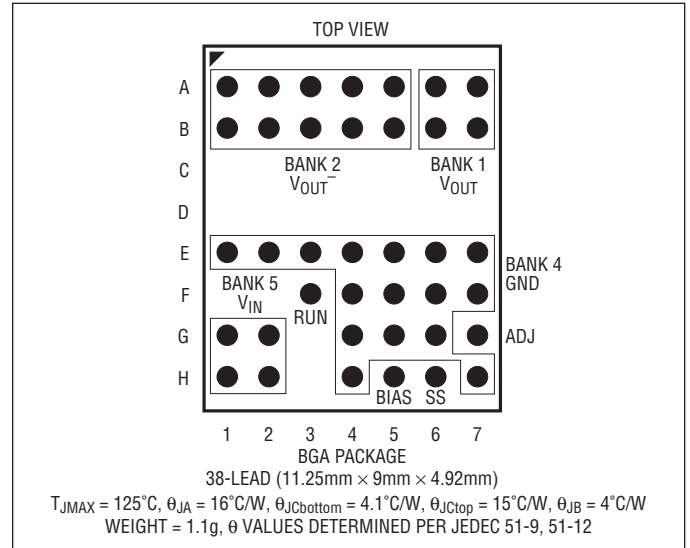 TOP VIEW
A
B
C
D
E
F
G
H
BANK 2
VOUT–
BANK 1
VOUT
BANK 5
VIN
RUN
BANK 4
GND
ADJ
BIAS SS
1 2 3 4 5 6 7
BGA PACKAGE
38-LEAD (11.25mm × 9mm × 4.92mm)
TJMAX = 125°C, θJA = 16°C/W, θJCbottom = 4.1°C/W, θJCtop = 15°C/W, θJB = 4°C/W
WEIGHT = 1.1g, θ VALUES DETERMINED PER JEDEC 51-9, 51-12